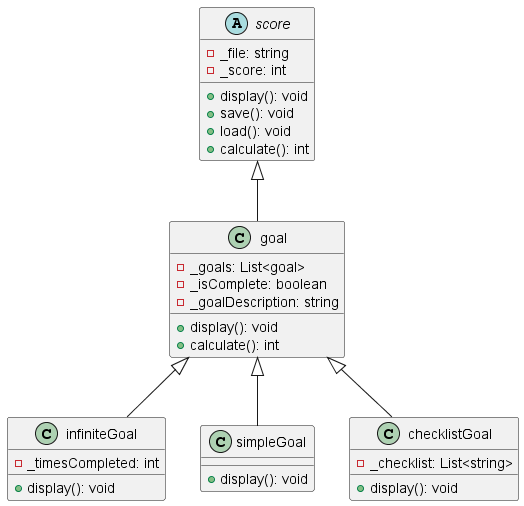 A score
_file: string
_score: int
display(): void
save(): void
load(): void
calculate(): int
C goal
_goals: List<goal>
_isComplete: boolean
_goalDescription: string
display(): void
calculate(): int
C infiniteGoal
_timesCompleted: int
display(): void
C simpleGoal
display(): void
C checklistGoal
_checklist: List<string>
display(): void